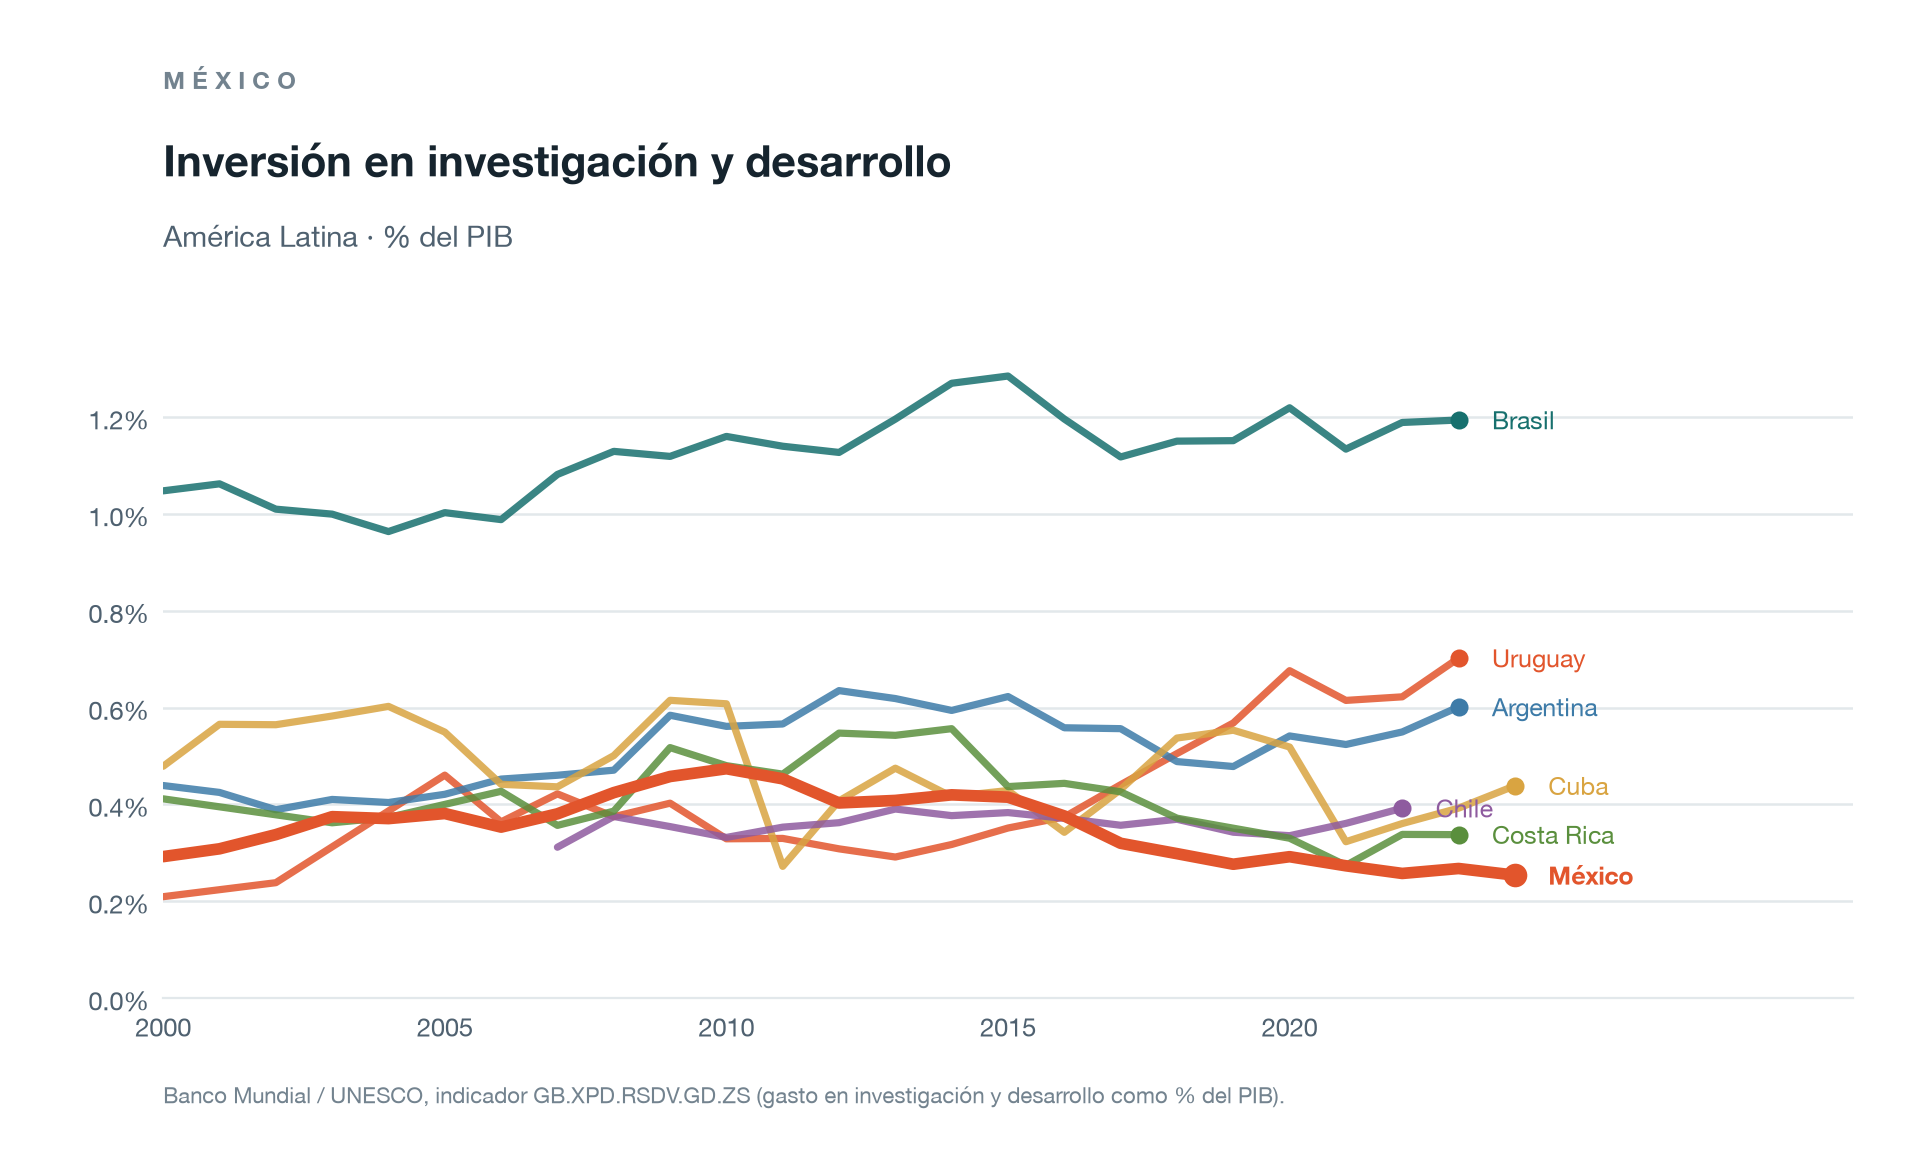 MÉXICO
Inversión en investigación y desarrollo
América Latina · % del PIB
1.2%
1.0%
0.8%
0.6%
0.4%
0.2%
0.0%
Brasil
Uruguay
Argentina
Cuba
Chile
Costa Rica
México
2000 2005 2010 2015 2020
Banco Mundial / UNESCO, indicador GB.XPD.RSDV.GD.ZS (gasto en investigación y desarrollo como % del PIB).